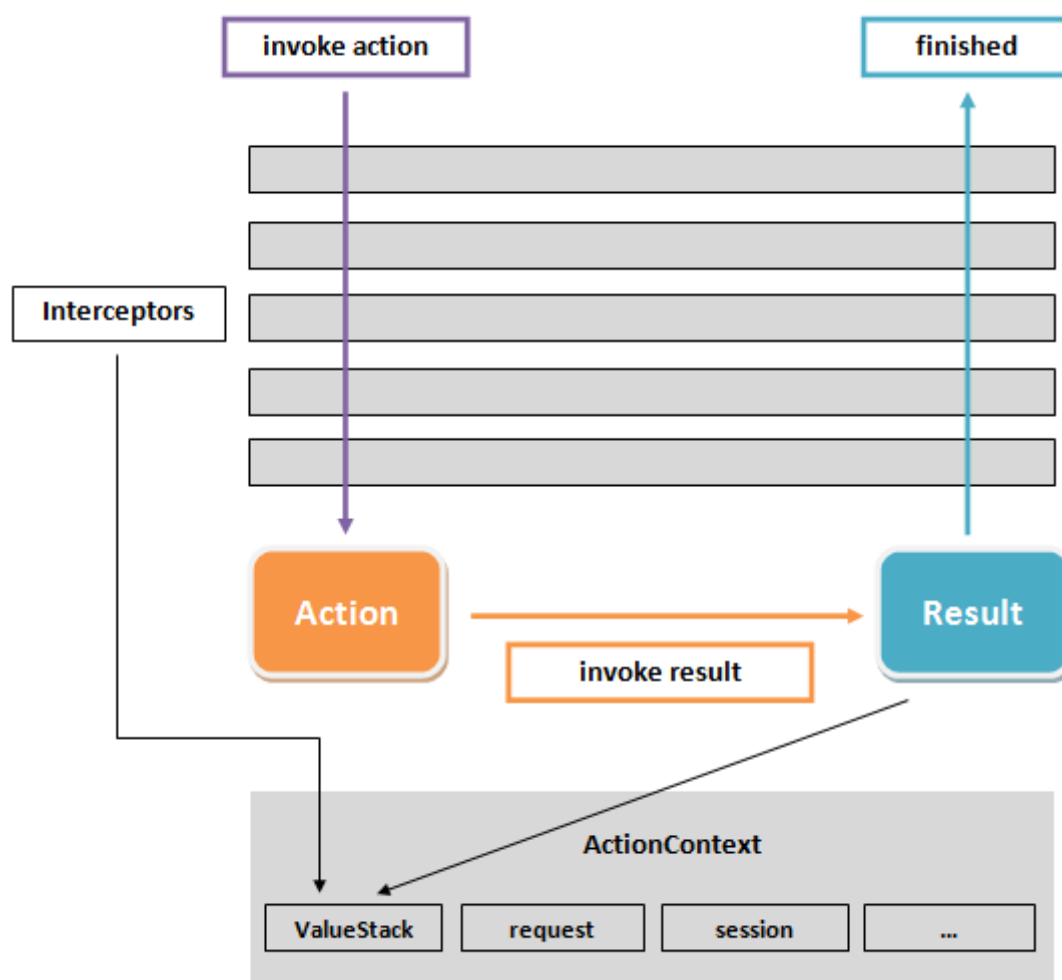 invoke action
finished
Interceptors
Action
Result
invoke result
ActionContext
ValueStack
request
session
...